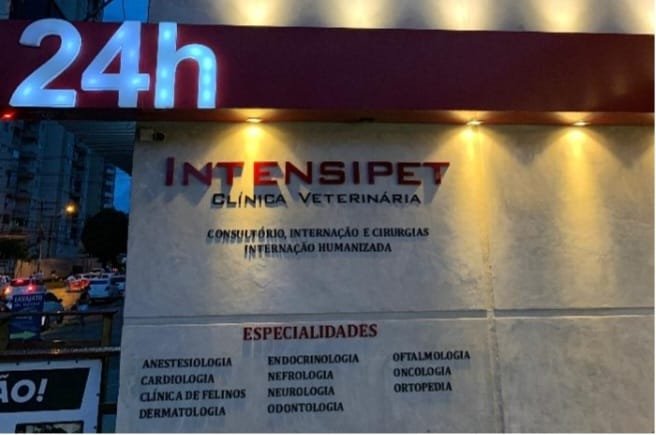 24h
INTENSIPET
CLÍNICA VETERINÁRIA
CONSULTÓRIO, INTERNAÇÃO E CIRURGIAS
INTERNAÇÃO HUMANIZADA
ESPECIALIDADES
ANESTESIOLOGIA
CARDIOLOGIA
CLÍNICA DE FELINOS
DERMATOLOGIA
ENDOCRINOLOGIA
NEFROLOGIA
NEUROLOGIA
ODONTOLOGIA
OFTALMOLOGIA
ONCOLOGIA
ORTOPEDIA
LAVAJATO
ÃO!